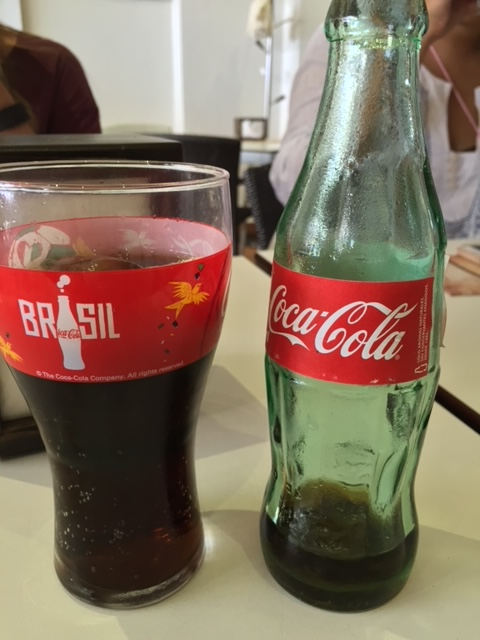 BRASIL
Coca-Cola
© The Coca-Cola Company. All rights reserved.
Coca-Cola